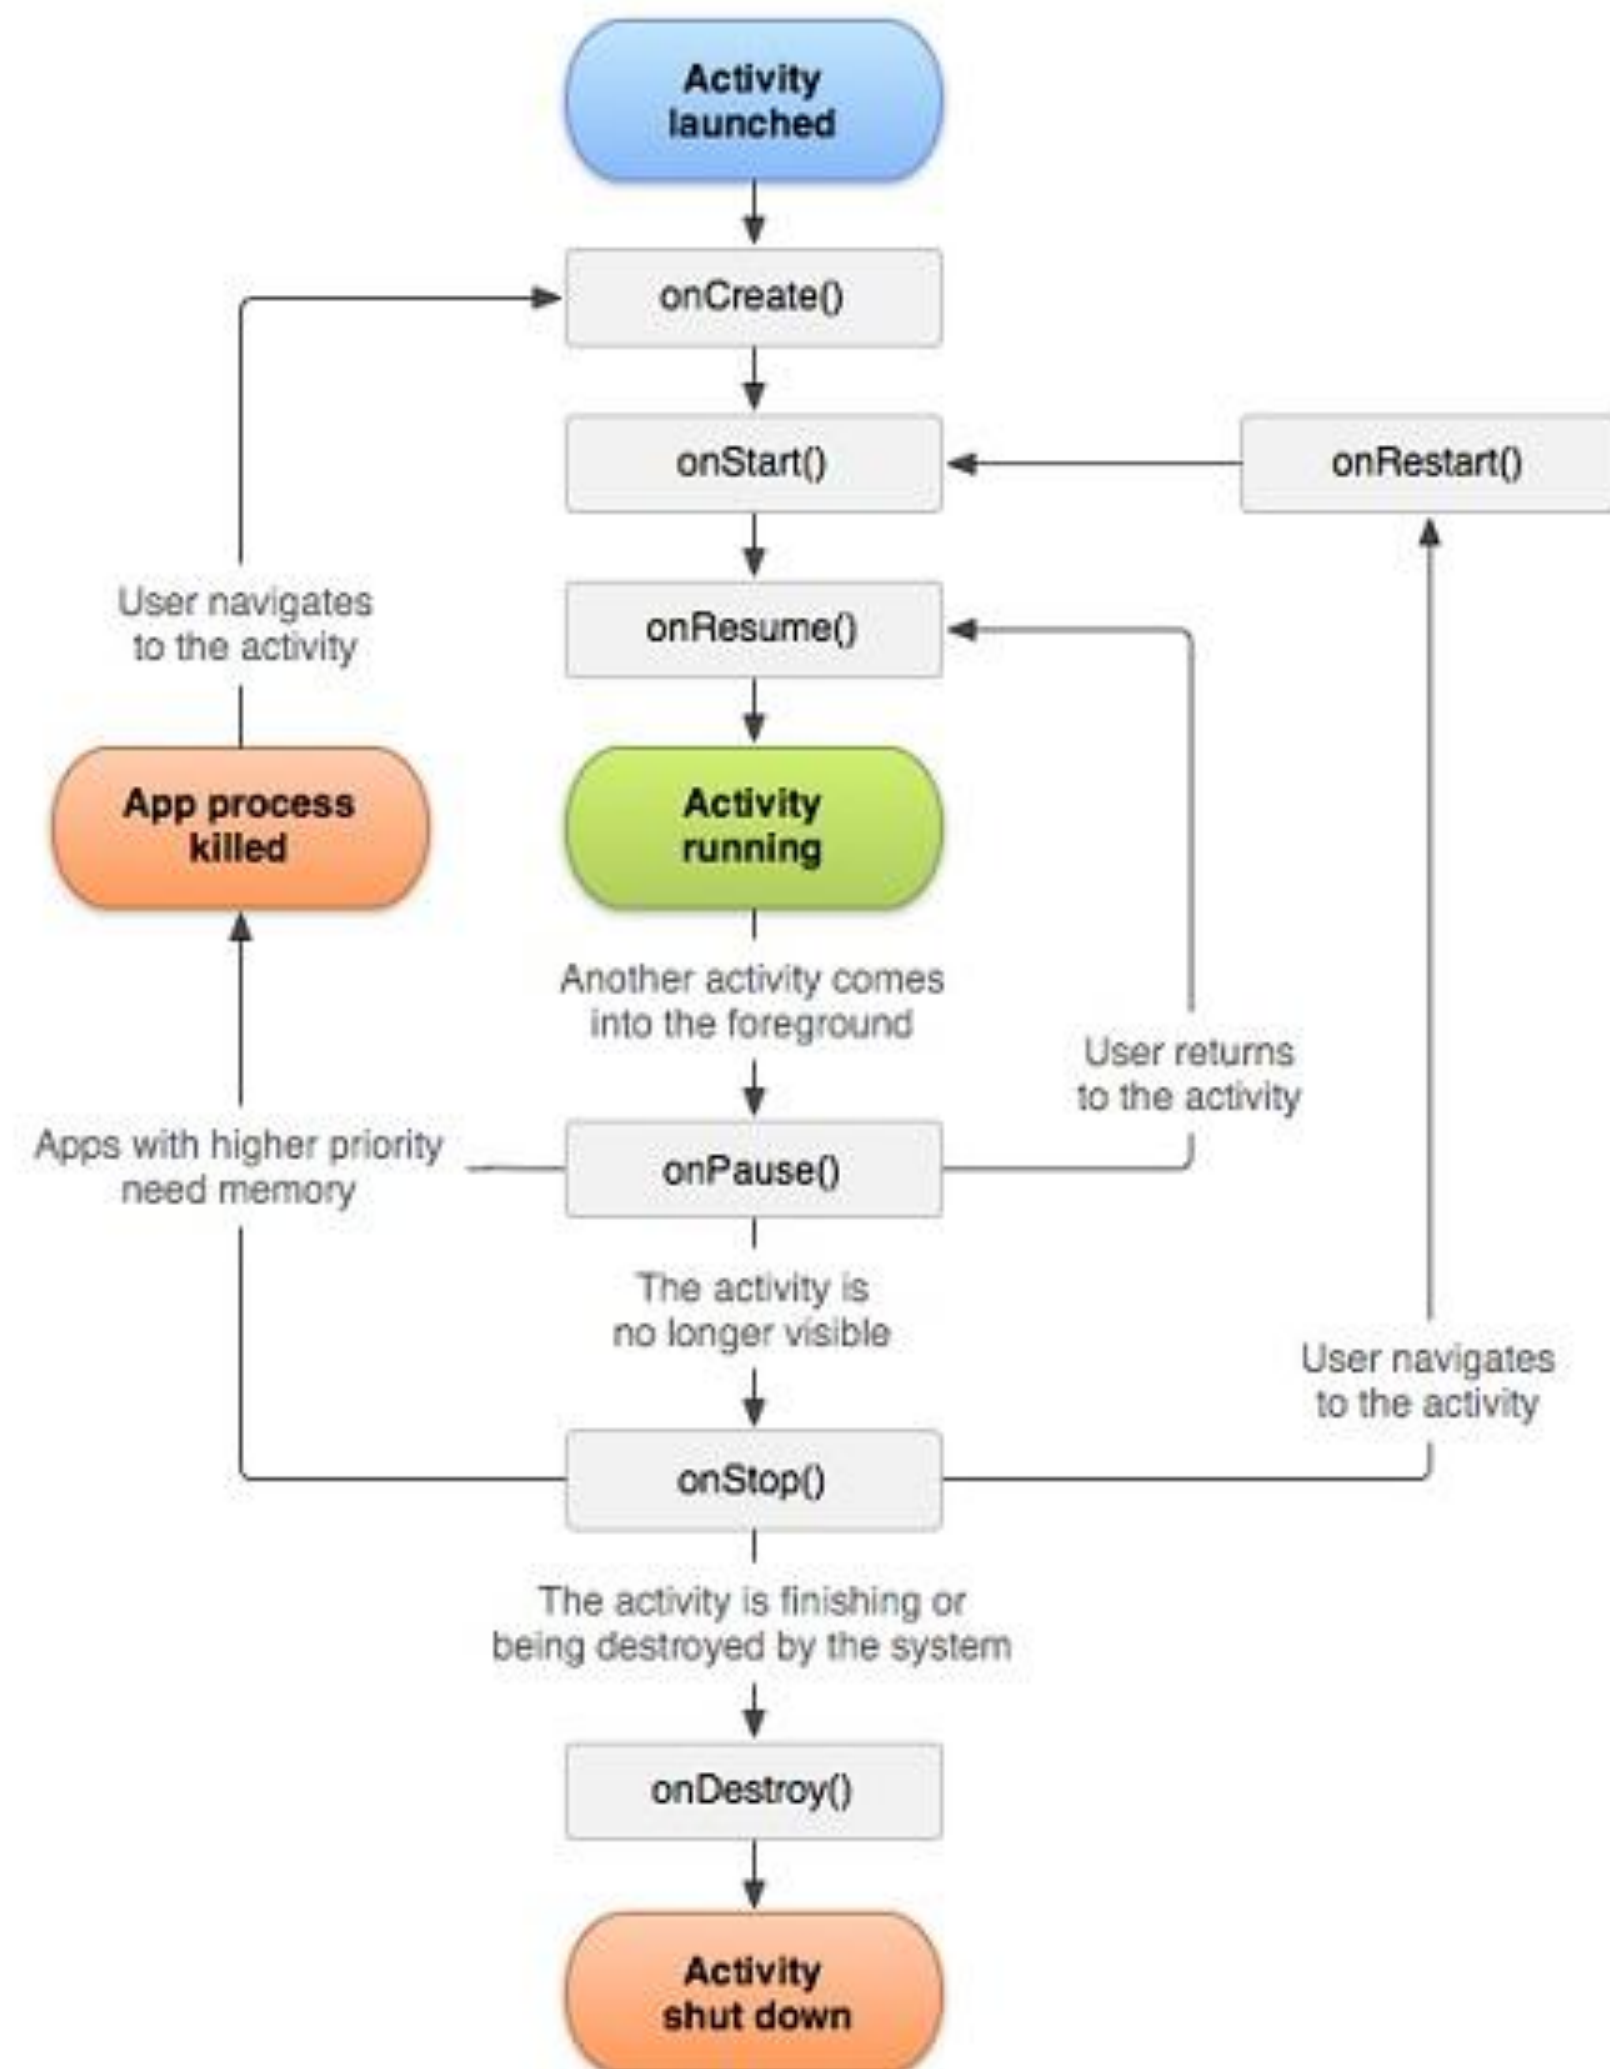 Activity
launched
onCreate()
onStart()
onRestart()
User navigates
to the activity
onResume()
App process
killed
Activity
running
Another activity comes
into the foreground
User returns
to the activity
Apps with higher priority
need memory
onPause()
The activity is
no longer visible
User navigates
to the activity
onStop()
The activity is finishing or
being destroyed by the system
onDestroy()
Activity
shut down